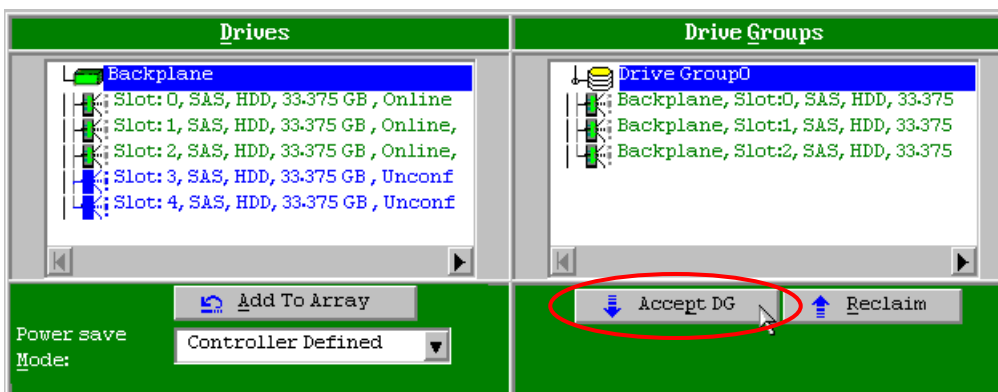 Drives
Backplane
Slot: 0, SAS, HDD, 33.375 GB , Online
Slot: 1, SAS, HDD, 33.375 GB , Online,
Slot: 2, SAS, HDD, 33.375 GB , Online,
Slot: 3, SAS, HDD, 33.375 GB , Unconf
Slot: 4, SAS, HDD, 33.375 GB , Unconf
Add To Array
Power save
Mode:
Controller Defined
Drive Groups
Drive Group0
Backplane, Slot:0, SAS, HDD, 33.375
Backplane, Slot:1, SAS, HDD, 33.375
Backplane, Slot:2, SAS, HDD, 33.375
Accept DG
Reclaim